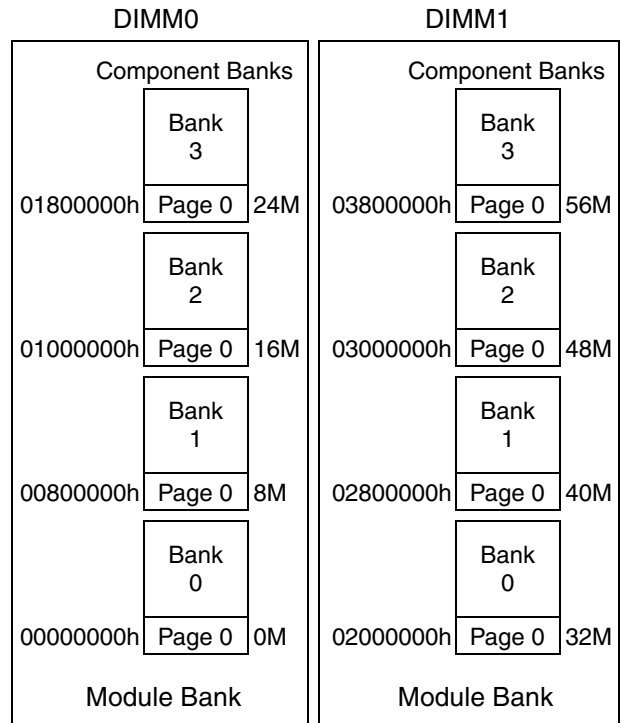 DIMM0
Component Banks
Bank
3
01800000h Page 0 24M
Bank
2
01000000h Page 0 16M
Bank
1
00800000h Page 0 8M
Bank
0
00000000h Page 0 0M
Module Bank
DIMM1
Component Banks
Bank
3
03800000h Page 0 56M
Bank
2
03000000h Page 0 48M
Bank
1
02800000h Page 0 40M
Bank
0
02000000h Page 0 32M
Module Bank